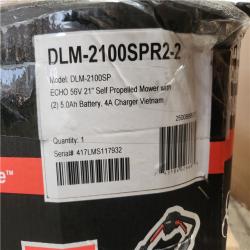 DLM-2100SPR2-2
Model: DLM-2100SP
ECHO 56V 21" Self Propelled Mower
(2) 5.0Ah Battery, 4A Charger Vietnam
Quantity: 1
Serial# 417LMS117932